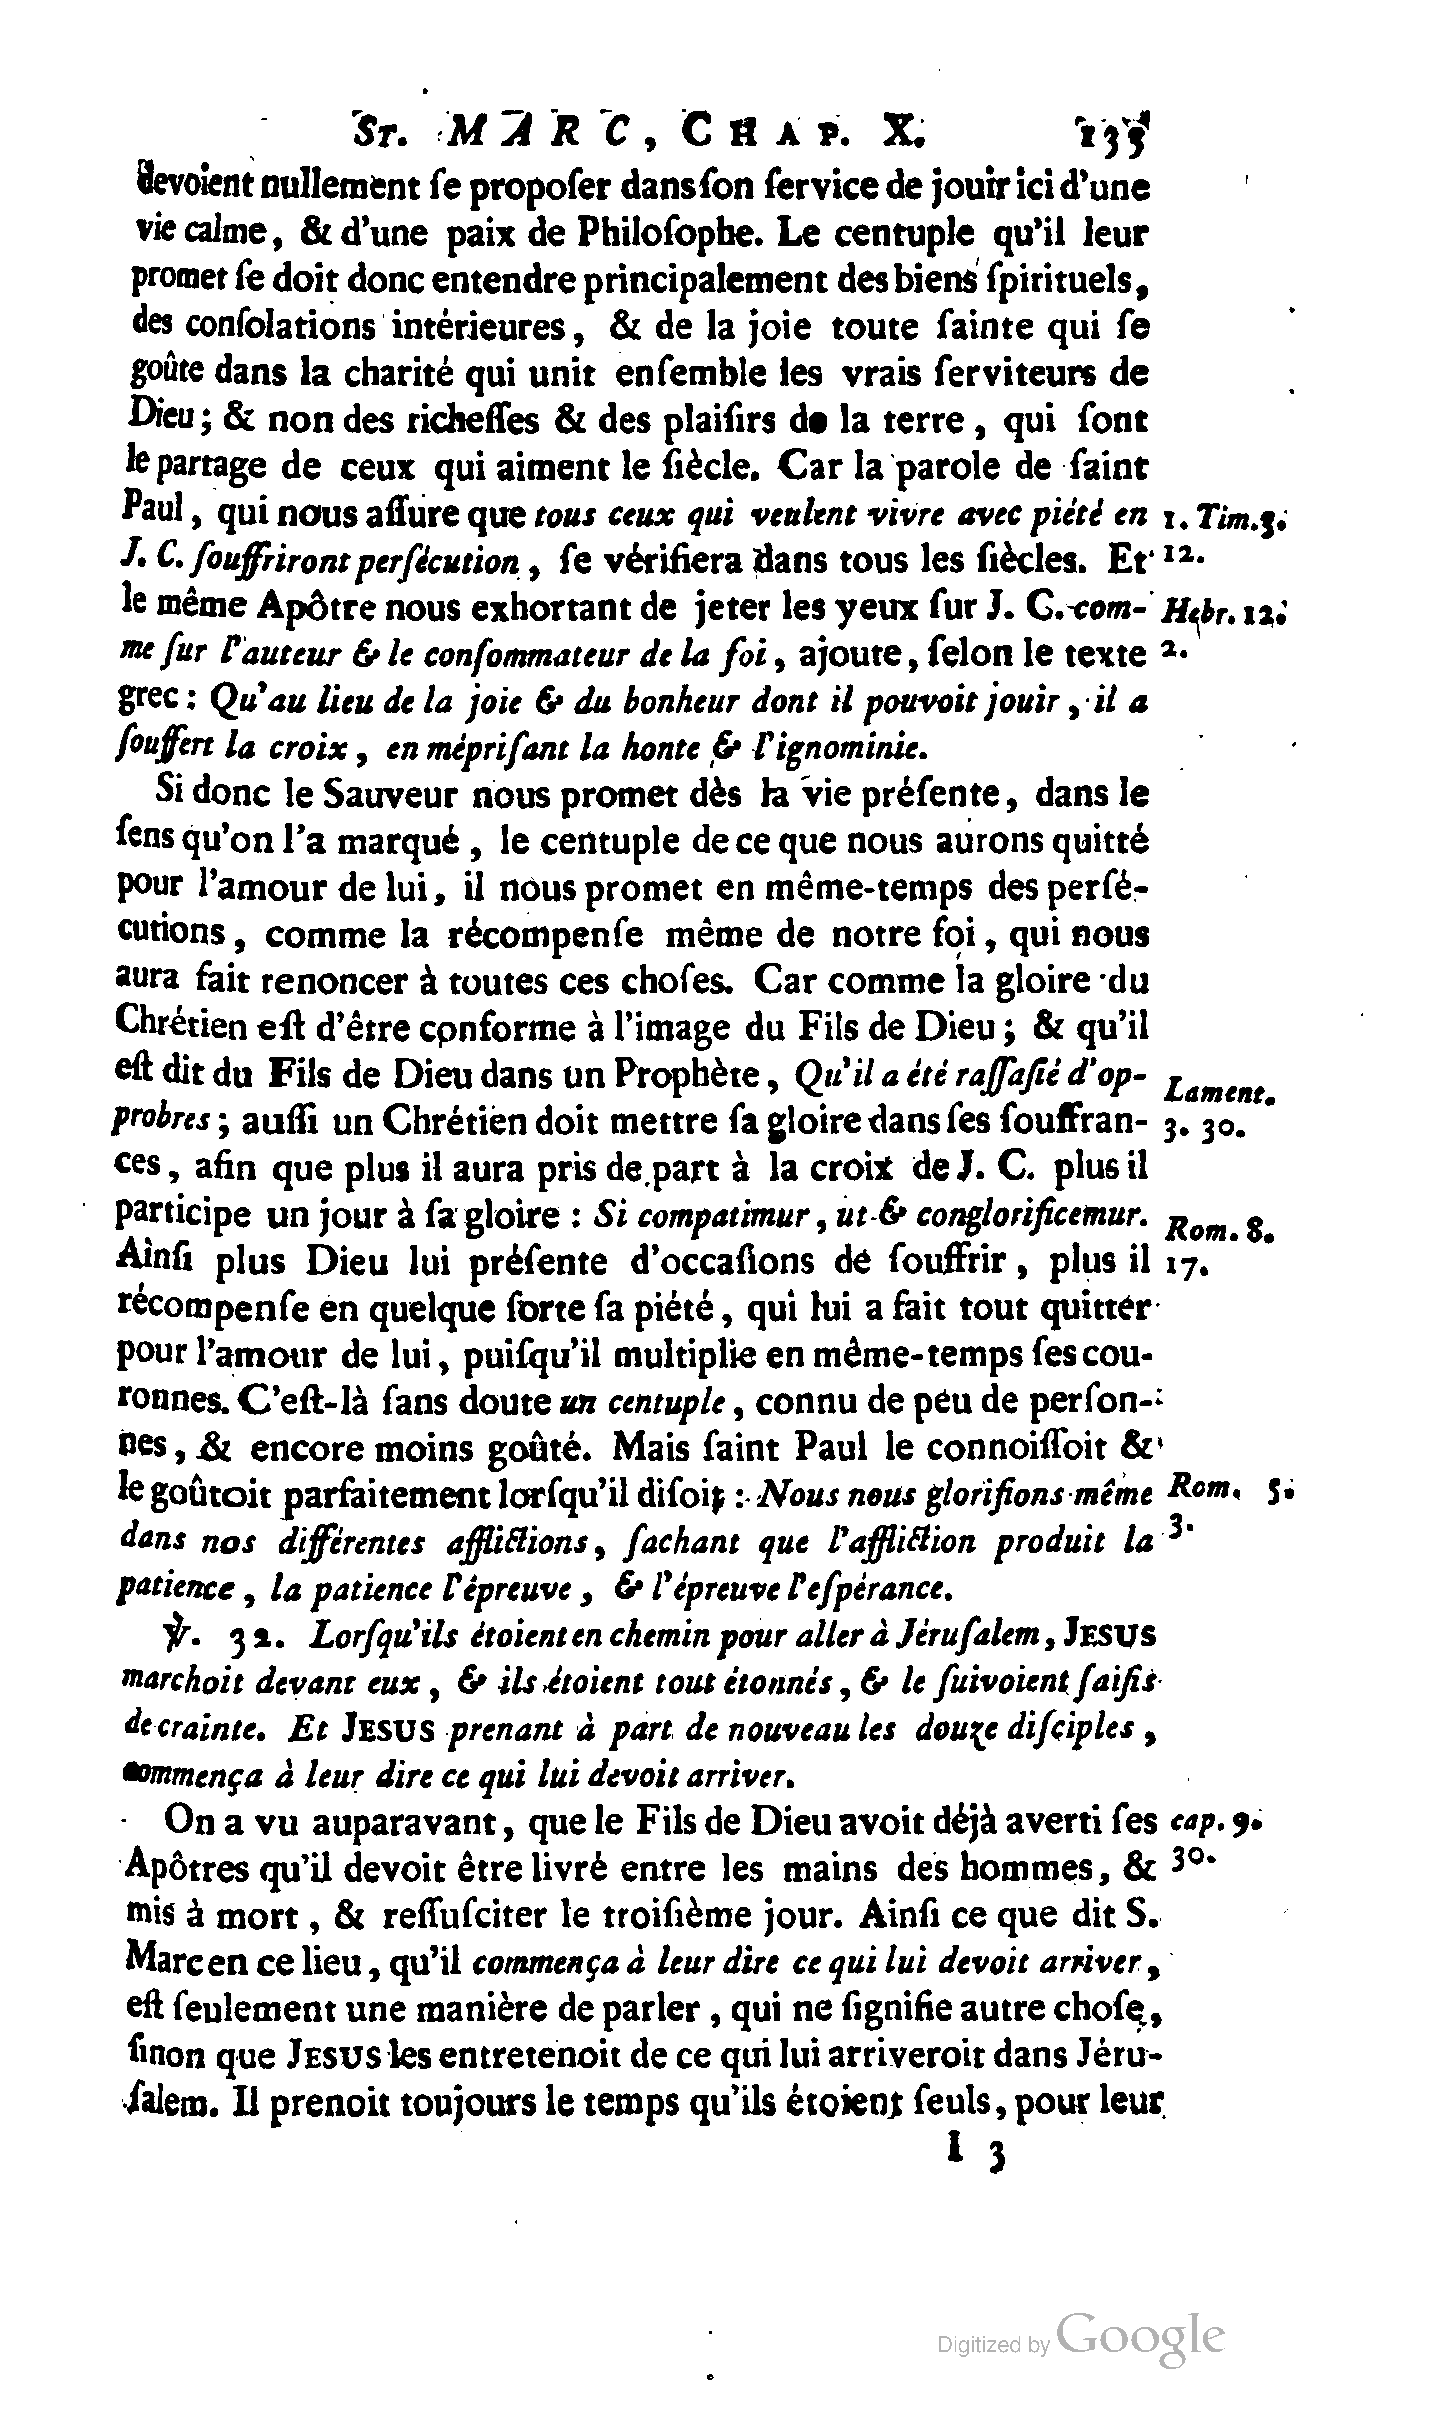 St. MARC, CHAP. X. 133
devoient nullement ſe propoſer dans ſon ſervice de jouir ici d'une
vie calme, & d'une paix de Philoſophe. Le centuple qu'il leur
promet ſe doit donc entendre principalement des biens ſpirituels,
des conſolations intérieures, & de la joie toute ſainte qui ſe
goûte dans la charité qui unit enſemble les vrais ſerviteurs de
Dieu; & non des richeſſes & des plaiſirs de la terre, qui ſont
le partage de ceux qui aiment le ſiècle. Car la parole de ſaint
Paul, qui nous aſſure que tous ceux qui veulent vivre avec piété en 1. Tim. 3.
J. C. ſouffriront perſécution, ſe vérifiera dans tous les ſiècles. Et 12.
le même Apôtre nous exhortant de jeter les yeux ſur J. C. com- Hebr. 12.
me ſur l'auteur & le conſommateur de la foi, ajoute, ſelon le texte 2.
grec: Qu'au lieu de la joie & du bonheur dont il pouvoit jouir, il a
ſouffert la croix, en mépriſant la honte & l'ignominie.
Si donc le Sauveur nous promet dès la vie préſente, dans le
ſens qu'on l'a marqué, le centuple de ce que nous aurons quitté
pour l'amour de lui, il nous promet en même-temps des perſé-
cutions, comme la récompenſe même de notre foi, qui nous
aura fait renoncer à toutes ces choſes. Car comme la gloire du
Chrétien eſt d'être conforme à l'image du Fils de Dieu; & qu'il
eſt dit du Fils de Dieu dans un Prophète, Qu'il a été raſſaſié d'op- Lament.
probres; auſſi un Chrétien doit mettre ſa gloire dans ſes ſouffran- 3. 30.
ces, afin que plus il aura pris de part à la croix de J. C. plus il
participe un jour à ſa gloire: Si compatimur, ut & conglorificemur. Rom. 8.
Ainſi plus Dieu lui préſente d'occaſions de ſouffrir, plus il 17.
récompenſe en quelque ſorte ſa piété, qui lui a fait tout quitter
pour l'amour de lui, puiſqu'il multiplie en même-temps ſes cou-
ronnes. C'eſt-là ſans doute un centuple, connu de peu de perſon-
nes, & encore moins goûté. Mais ſaint Paul le connoiſſoit &
le goûtoit parfaitement lorſqu'il diſoit: Nous nous glorifions même Rom. 5.
dans nos différentes afflictions, ſachant que l'affliction produit la 3.
patience, la patience l'épreuve, & l'épreuve l'eſpérance.
℣. 32. Lorſqu'ils étoient en chemin pour aller à Jéruſalem, JESUS
marchoit devant eux, & ils étoient tout étonnés, & le ſuivoient ſaiſis
de crainte. Et JESUS prenant à part de nouveau les douze diſciples,
commença à leur dire ce qui lui devoit arriver.
On a vu auparavant, que le Fils de Dieu avoit déjà averti ſes cap. 9.
Apôtres qu'il devoit être livré entre les mains des hommes, & 30.
mis à mort, & reſſuſciter le troiſième jour. Ainſi ce que dit S.
Marc en ce lieu, qu'il commença à leur dire ce qui lui devoit arriver,
eſt ſeulement une manière de parler, qui ne ſignifie autre choſe,
ſinon que JESUS les entretenoit de ce qui lui arriveroit dans Jéru-
ſalem. Il prenoit toujours le temps qu'ils étoient ſeuls, pour leur
I 3
Digitized by Google